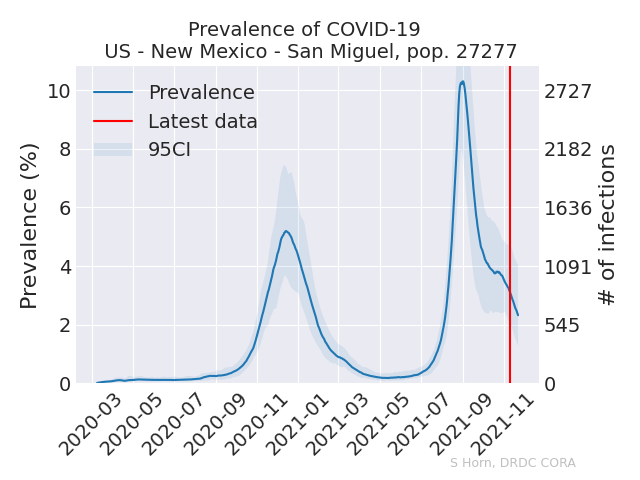 Prevalence of COVID-19
US - New Mexico - San Miguel, pop. 27277
Prevalence
Latest data
95CI
Prevalence (%)
10
8
6
4
2
0
2727
2182
1636
1091
545
0
# of infections
2020-03
2020-05
2020-07
2020-09
2020-11
2021-01
2021-03
2021-05
2021-07
2021-09
2021-11
S Horn, DRDC CORA